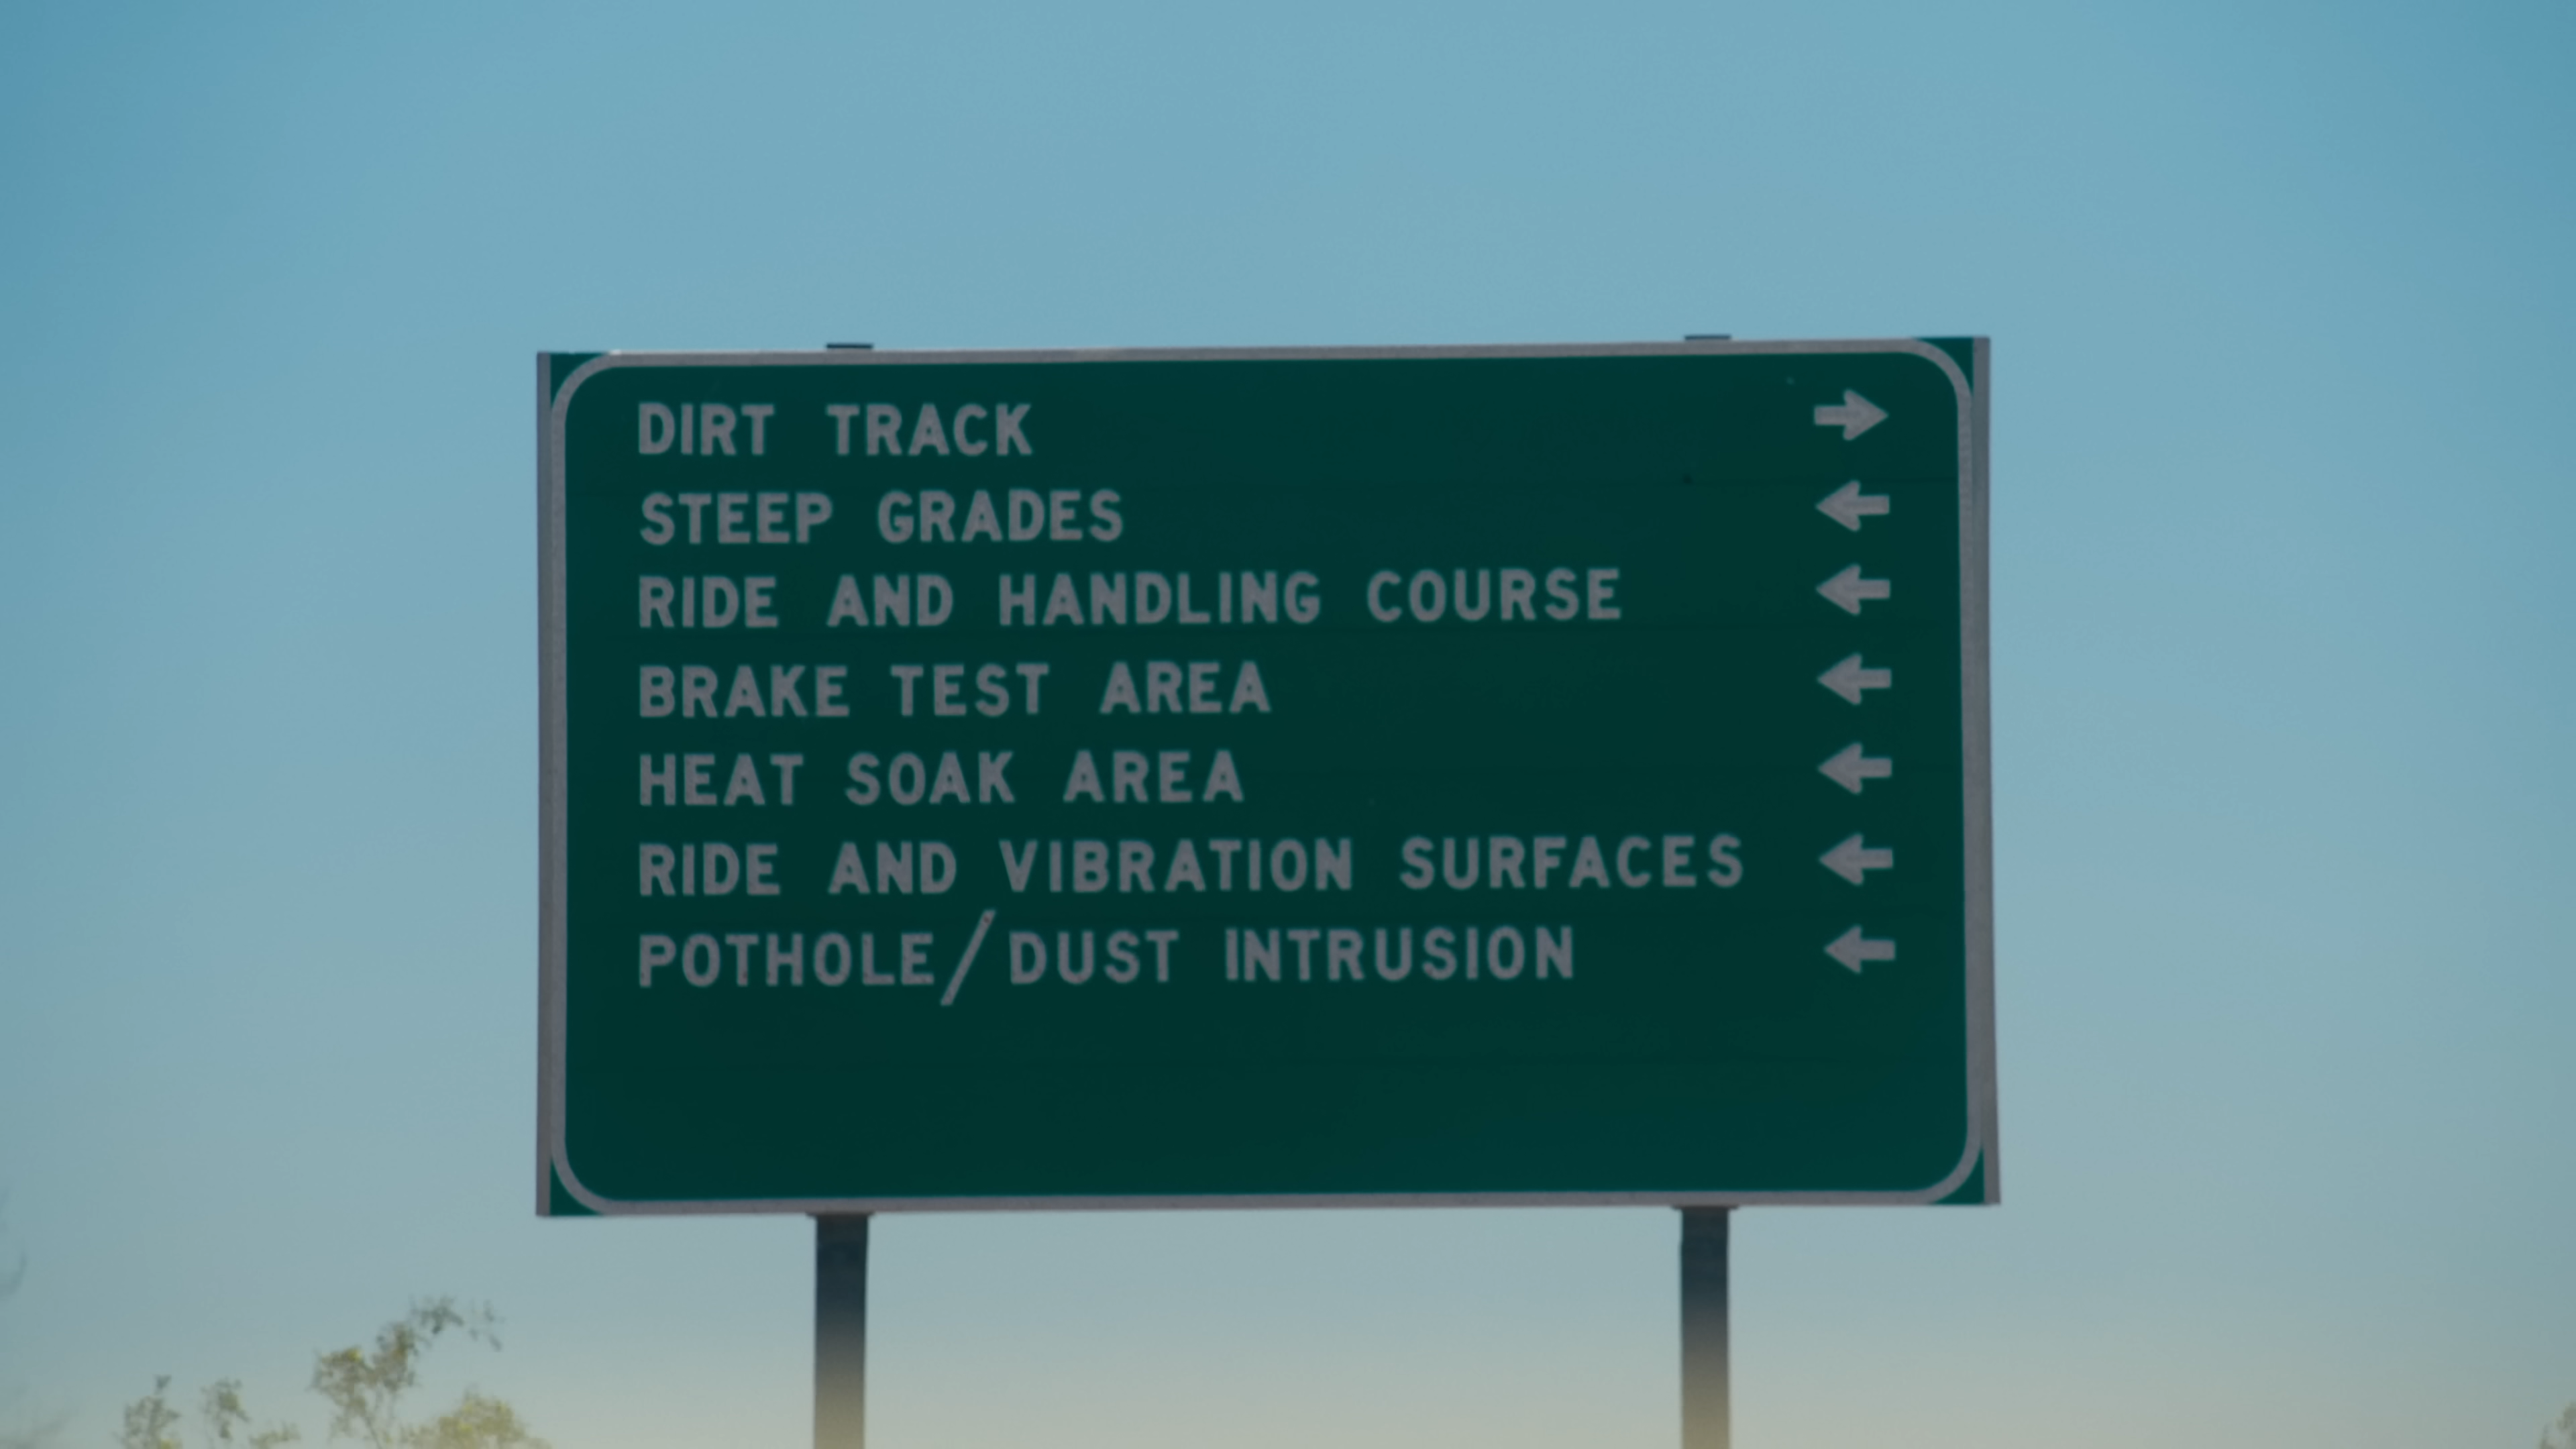 DIRT TRACK →
STEEP GRADES ←
RIDE AND HANDLING COURSE ←
BRAKE TEST AREA ←
HEAT SOAK AREA ←
RIDE AND VIBRATION SURFACES ←
POTHOLE/DUST INTRUSION ←